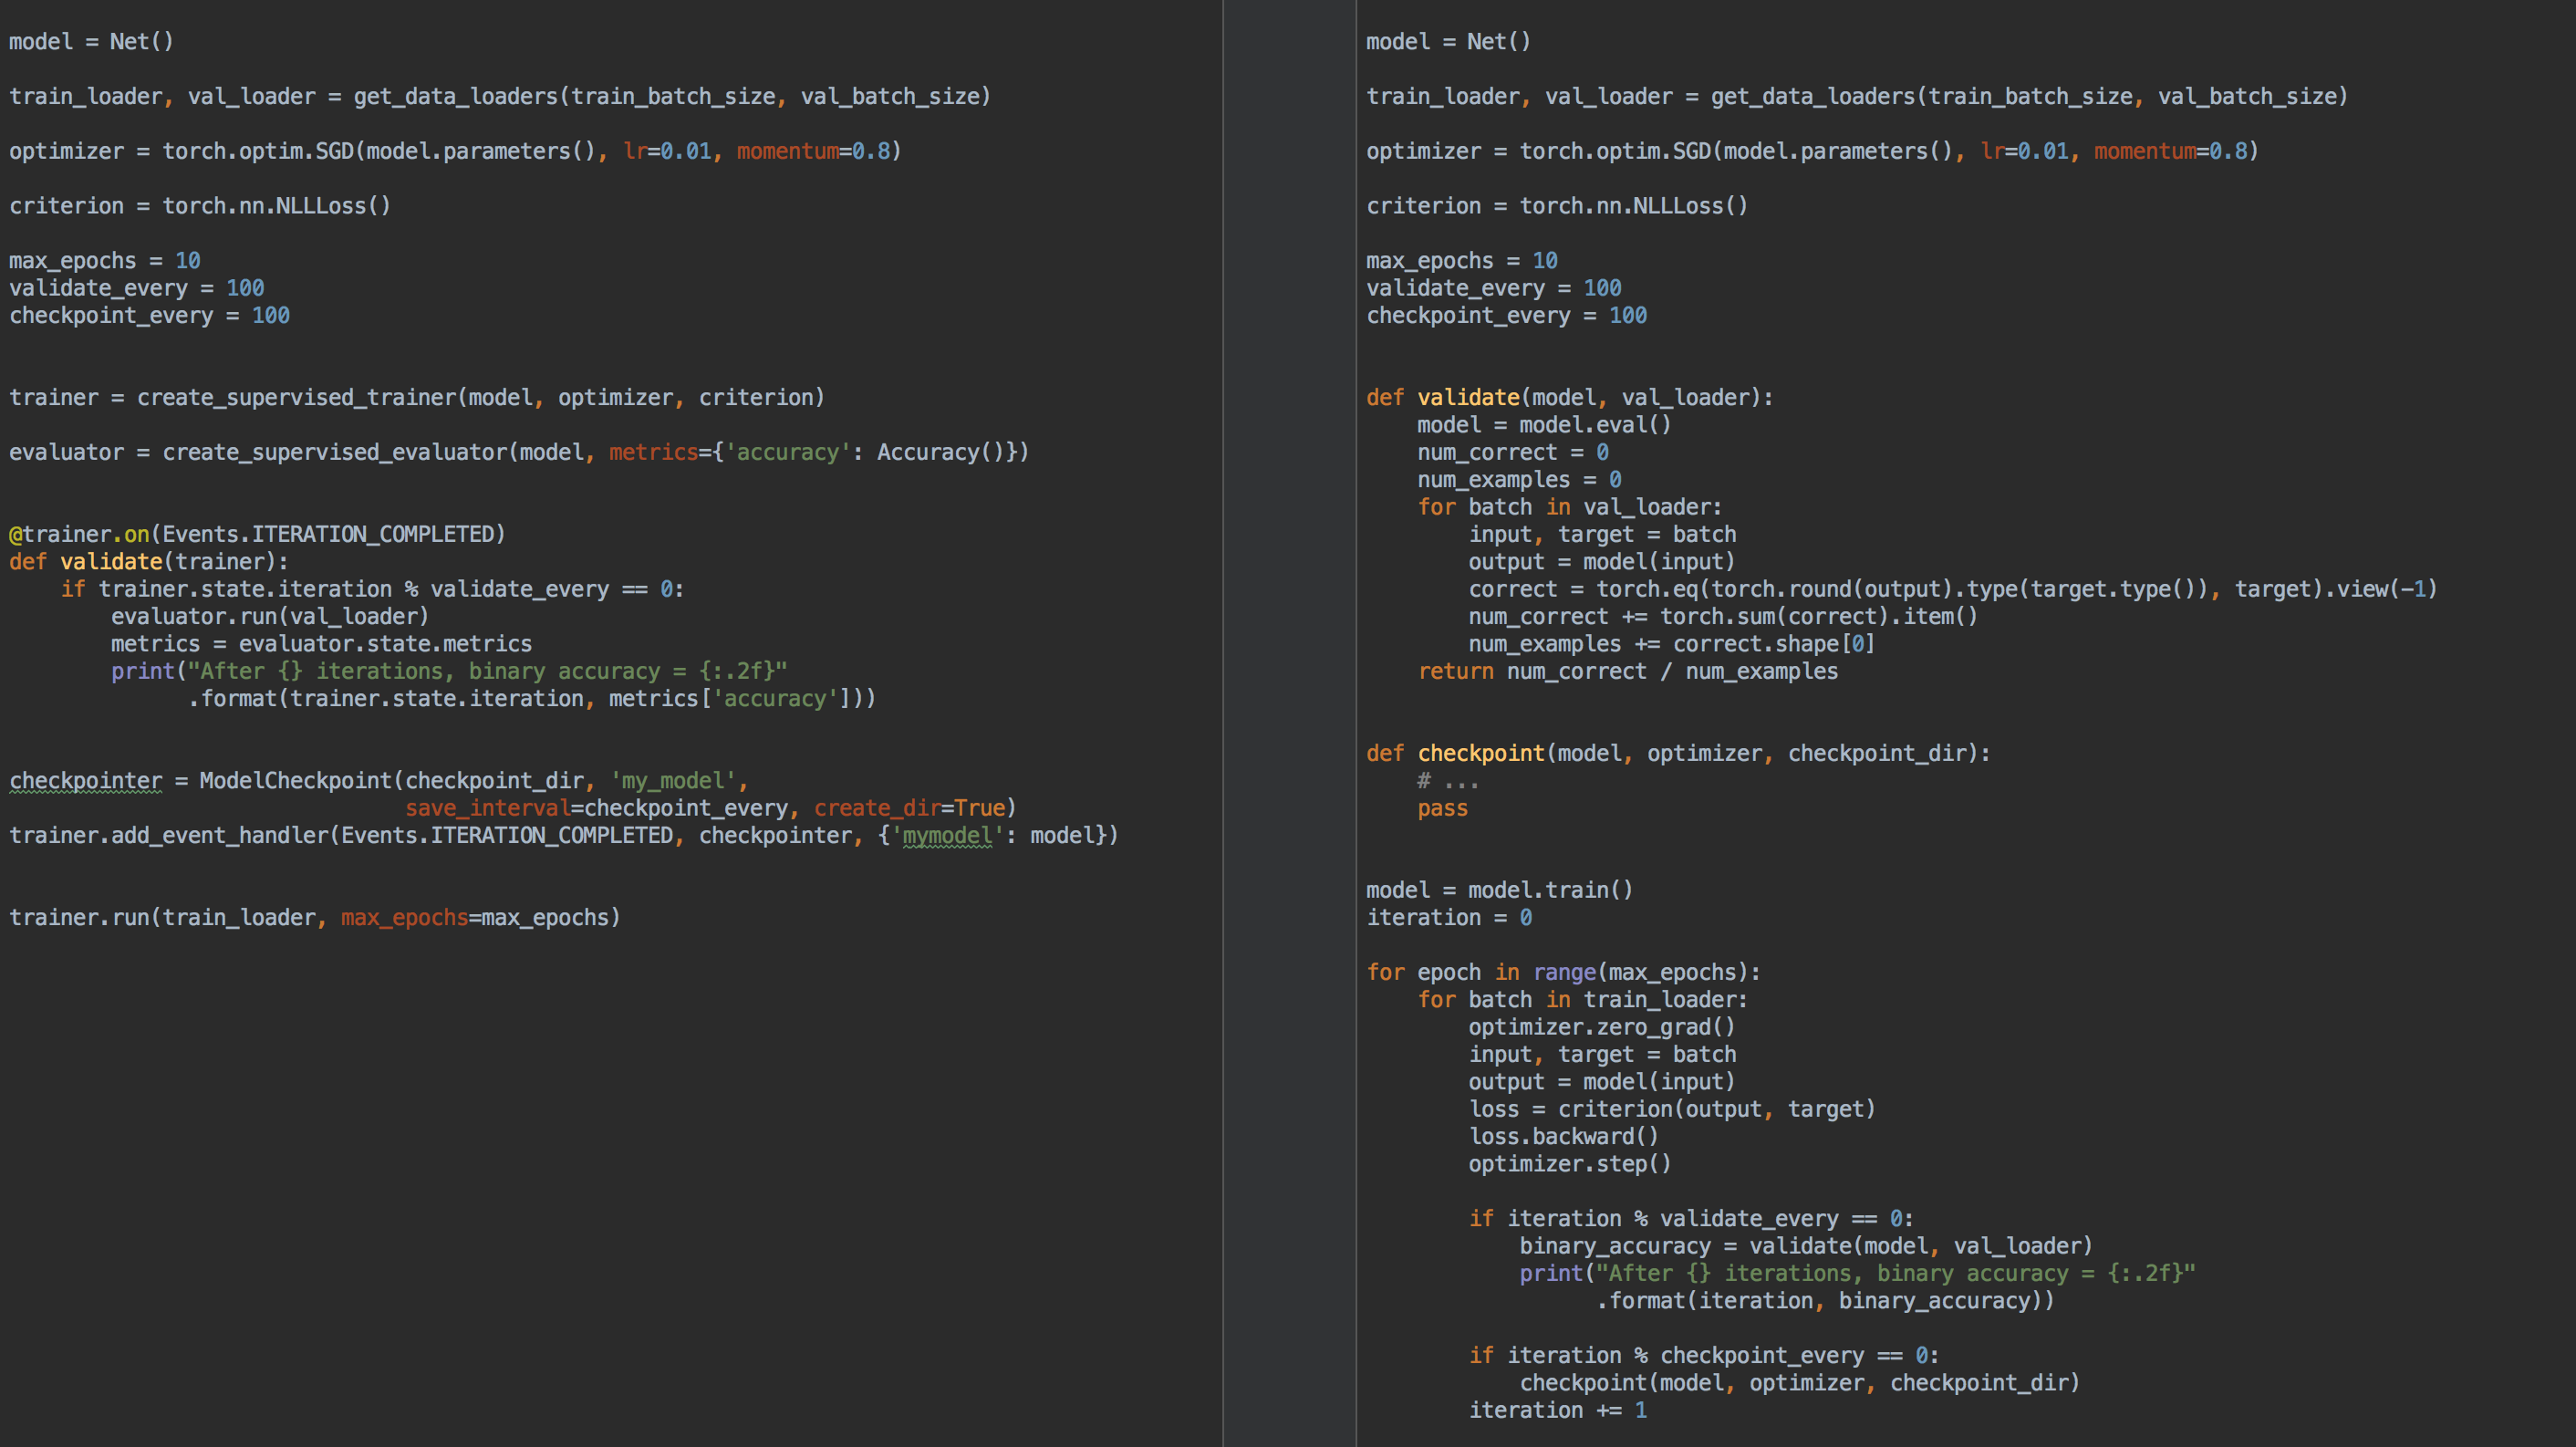 model = Net()
train_loader, val_loader = get_data_loaders(train_batch_size, val_batch_size)
optimizer = torch.optim.SGD(model.parameters(), lr=0.01, momentum=0.8)
criterion = torch.nn.NLLLoss()
max_epochs = 10
validate_every = 100
checkpoint_every = 100
trainer = create_supervised_trainer(model, optimizer, criterion)
evaluator = create_supervised_evaluator(model, metrics={'accuracy': Accuracy()})
@trainer.on(Events.ITERATION_COMPLETED)
def validate(trainer):
    if trainer.state.iteration % validate_every == 0:
        evaluator.run(val_loader)
        metrics = evaluator.state.metrics
        print("After {} iterations, binary accuracy = {:.2f}"
              .format(trainer.state.iteration, metrics['accuracy']))
checkpointer = ModelCheckpoint(checkpoint_dir, 'my_model',
                               save_interval=checkpoint_every, create_dir=True)
trainer.add_event_handler(Events.ITERATION_COMPLETED, checkpointer, {'mymodel': model})
trainer.run(train_loader, max_epochs=max_epochs)
model = Net()
train_loader, val_loader = get_data_loaders(train_batch_size, val_batch_size)
optimizer = torch.optim.SGD(model.parameters(), lr=0.01, momentum=0.8)
criterion = torch.nn.NLLLoss()
max_epochs = 10
validate_every = 100
checkpoint_every = 100
def validate(model, val_loader):
    model = model.eval()
    num_correct = 0
    num_examples = 0
    for batch in val_loader:
        input, target = batch
        output = model(input)
        correct = torch.eq(torch.round(output).type(target.type()), target).view(-1)
        num_correct += torch.sum(correct).item()
        num_examples += correct.shape[0]
    return num_correct / num_examples
def checkpoint(model, optimizer, checkpoint_dir):
    # ...
    pass
model = model.train()
iteration = 0
for epoch in range(max_epochs):
    for batch in train_loader:
        optimizer.zero_grad()
        input, target = batch
        output = model(input)
        loss = criterion(output, target)
        loss.backward()
        optimizer.step()
        if iteration % validate_every == 0:
            binary_accuracy = validate(model, val_loader)
            print("After {} iterations, binary accuracy = {:.2f}"
                  .format(iteration, binary_accuracy))
        if iteration % checkpoint_every == 0:
            checkpoint(model, optimizer, checkpoint_dir)
        iteration += 1